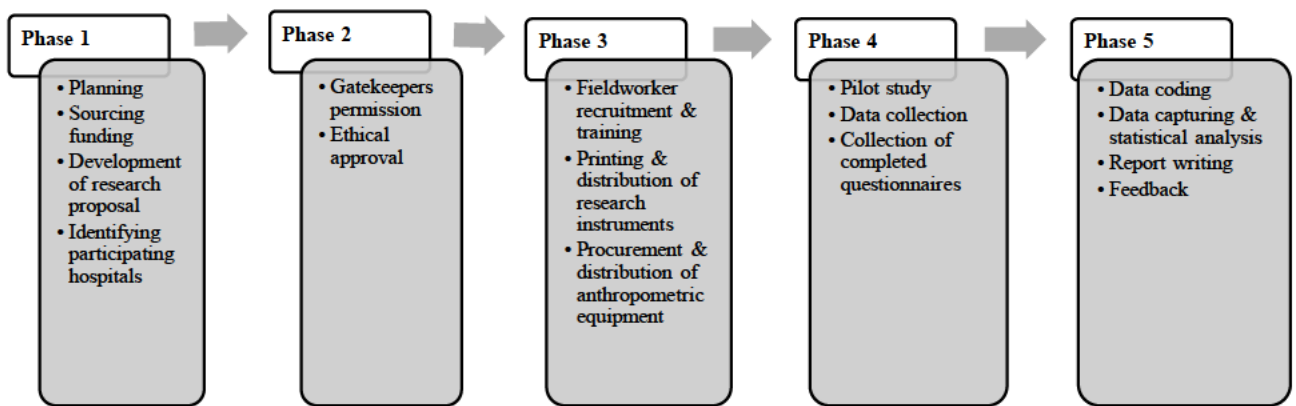 Phase 1
• Planning
• Sourcing
funding
• Development
of research
proposal
• Identifying
participating
hospitals
Phase 2
• Gatekeepers
permission
• Ethical
approval
Phase 3
• Fieldworker
recruitment &
training
• Printing &
distribution of
research
instruments
• Procurement &
distribution of
anthropometric
equipment
Phase 4
• Pilot study
• Data collection
• Collection of
completed
questionnaires
Phase 5
• Data coding
• Data capturing &
statistical analysis
• Report writing
• Feedback